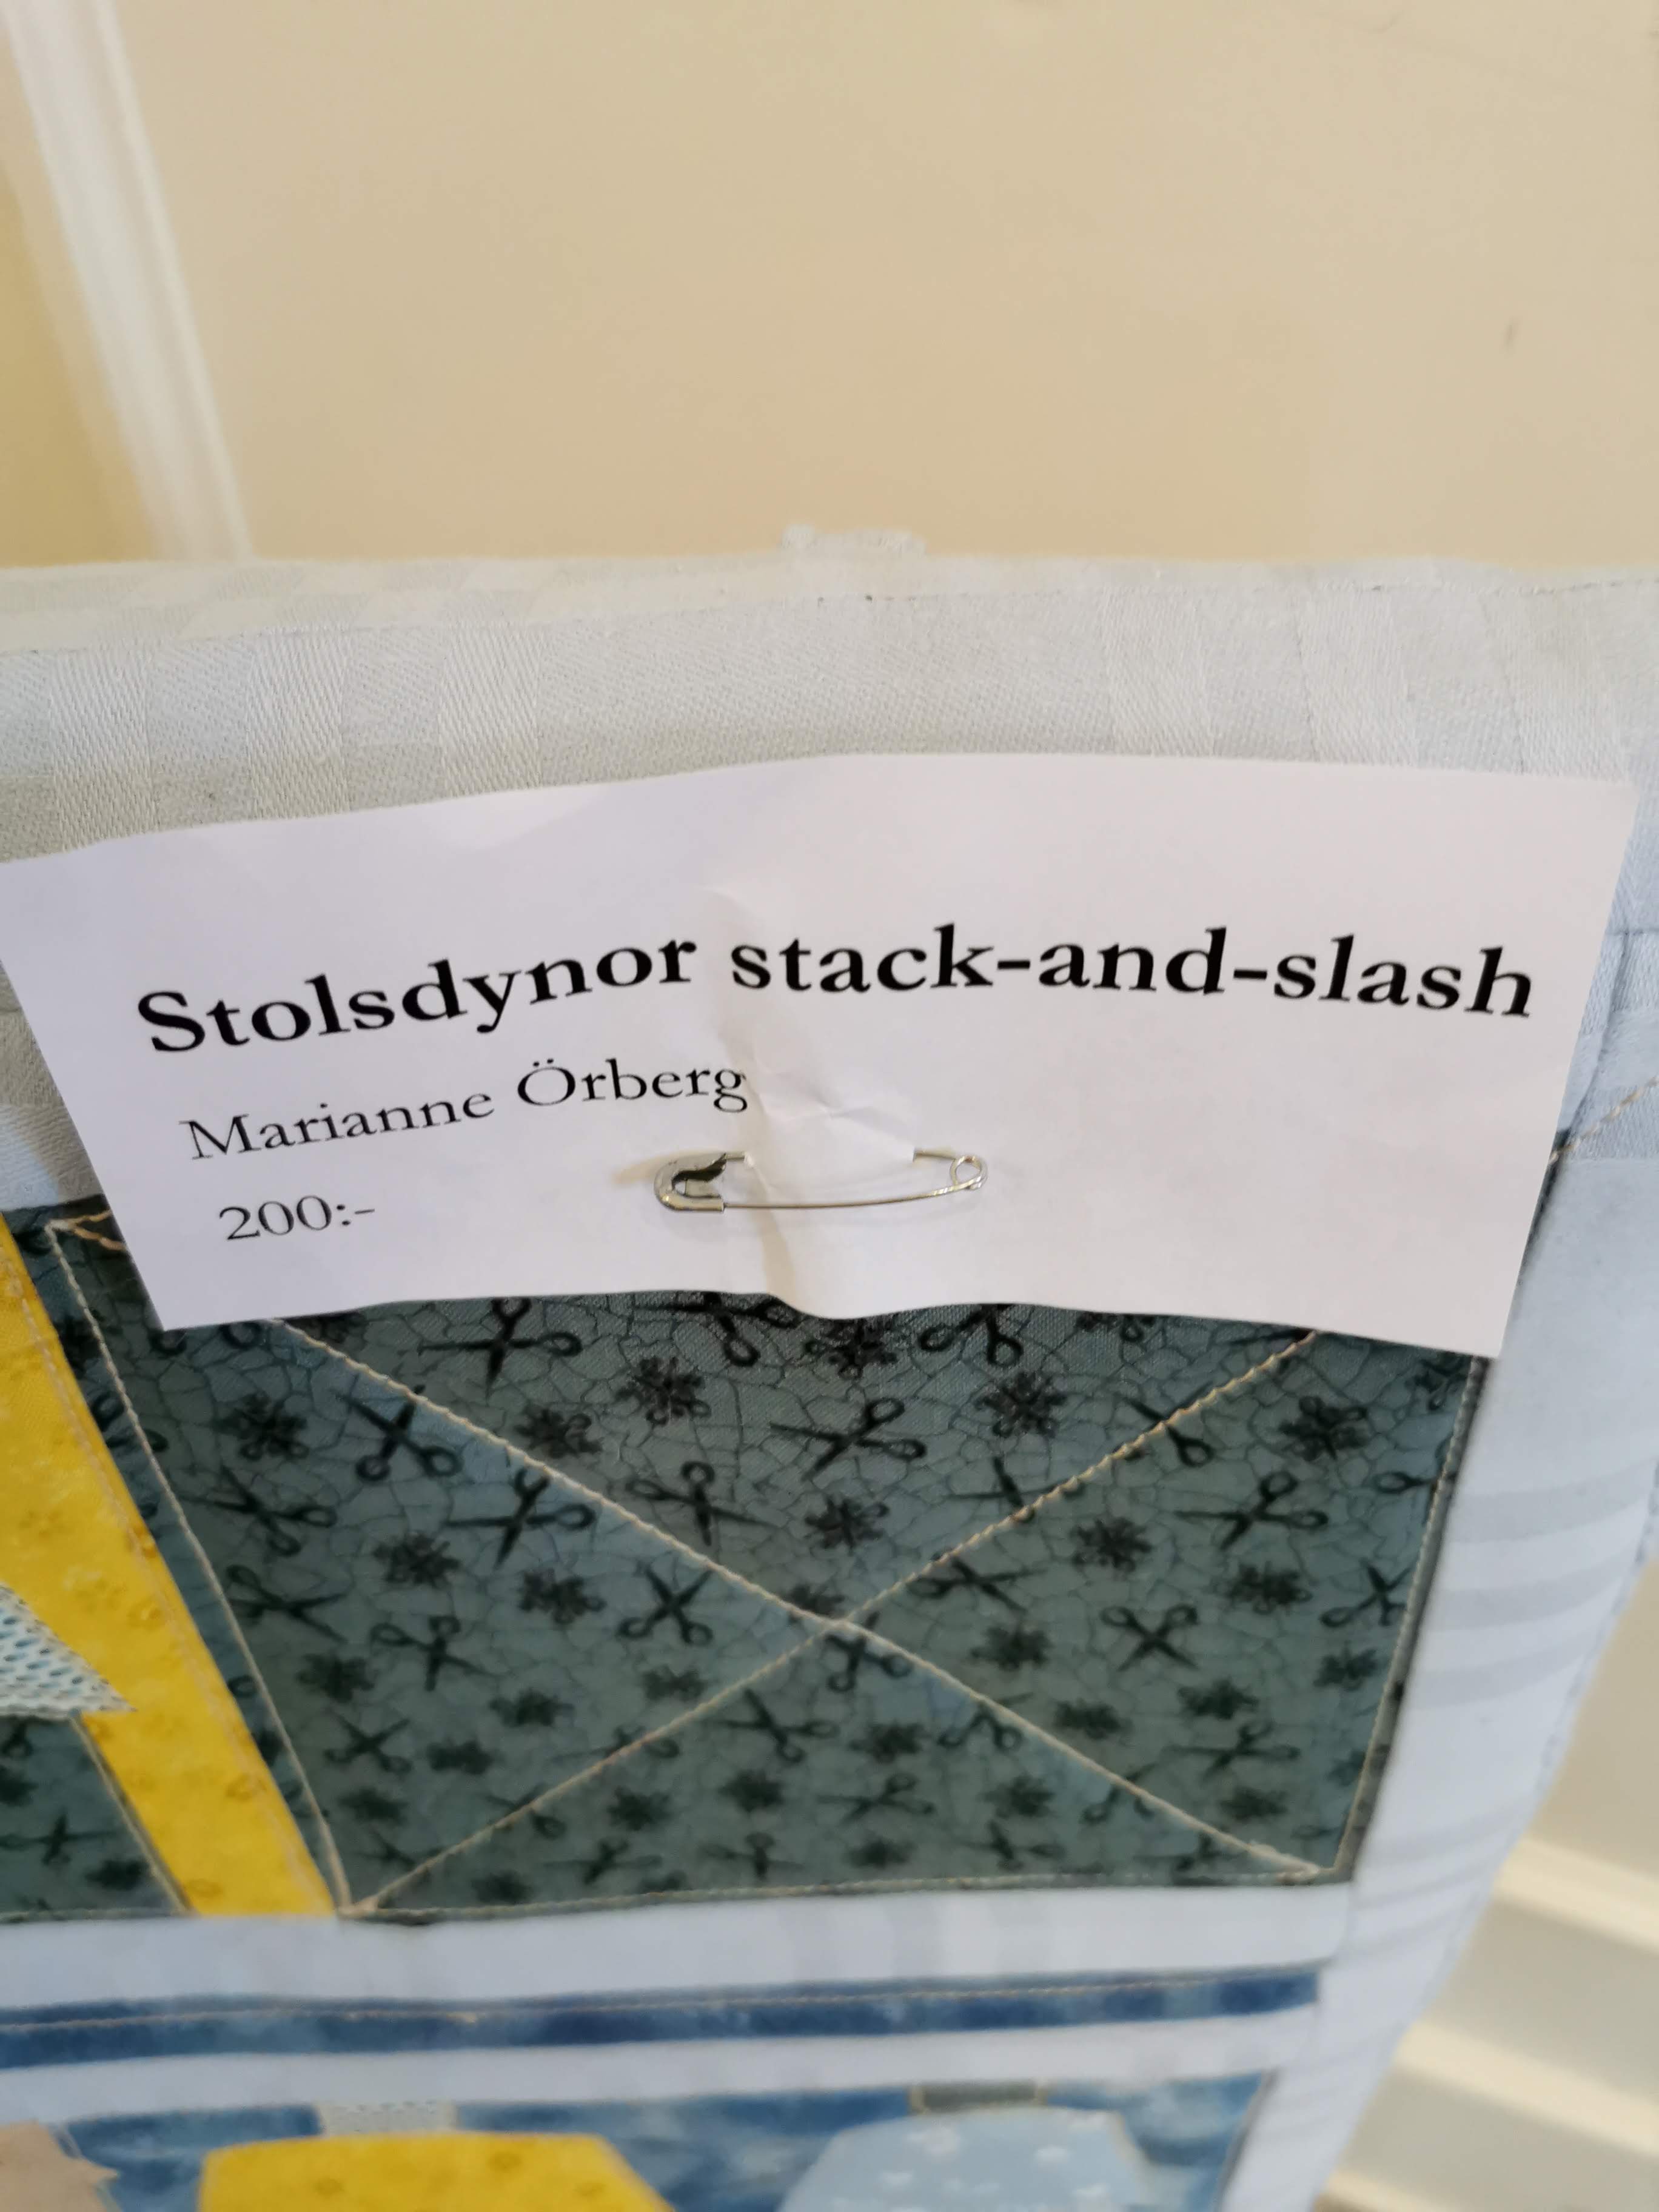 Stolsdynor stack-and-slash
Marianne Örberg
200:-